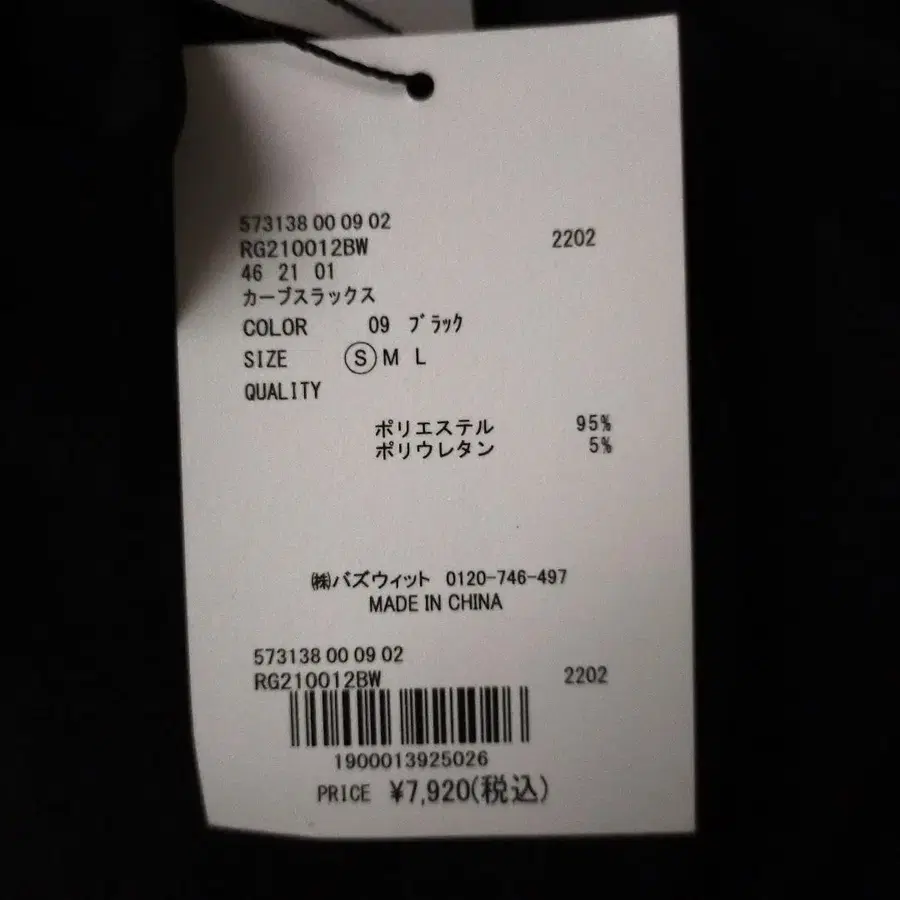 573138 00 09 02
RG210012BW 2202
46 21 01
カーブスラックス
COLOR 09 ブラック
SIZE Ⓢ M L
QUALITY
ポリエステル 95%
ポリウレタン 5%
㈱バズウィット 0120-746-497
MADE IN CHINA
573138 00 09 02
RG210012BW 2202
1900013925026
PRICE ¥7,920(税込)